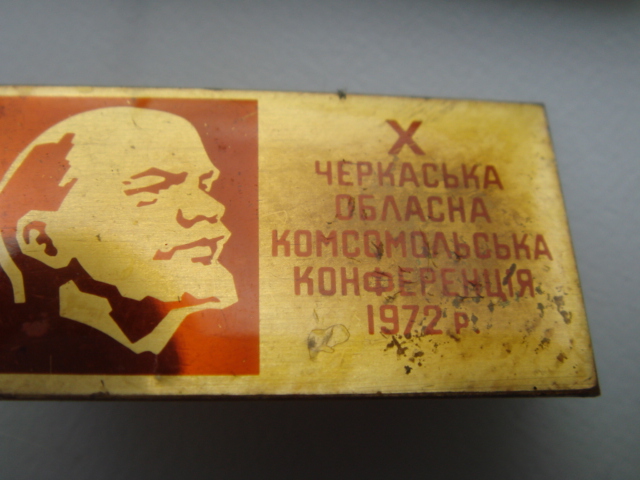 X
ЧЕРКАСЬКА
ОБЛАСНА
КОМСОМОЛЬСЬКА
КОНФЕРЕНЦІЯ
1972 р.